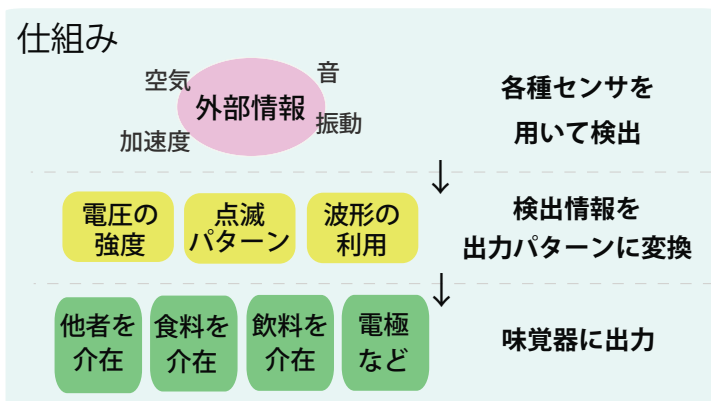 仕組み
空気
音
外部情報
加速度
振動
各種センサを
用いて検出
↓
電圧の
強度
点滅
パターン
波形の
利用
検出情報を
出力パターンに変換
↓
他者を
介在
食料を
介在
飲料を
介在
電極
など
味覚器に出力